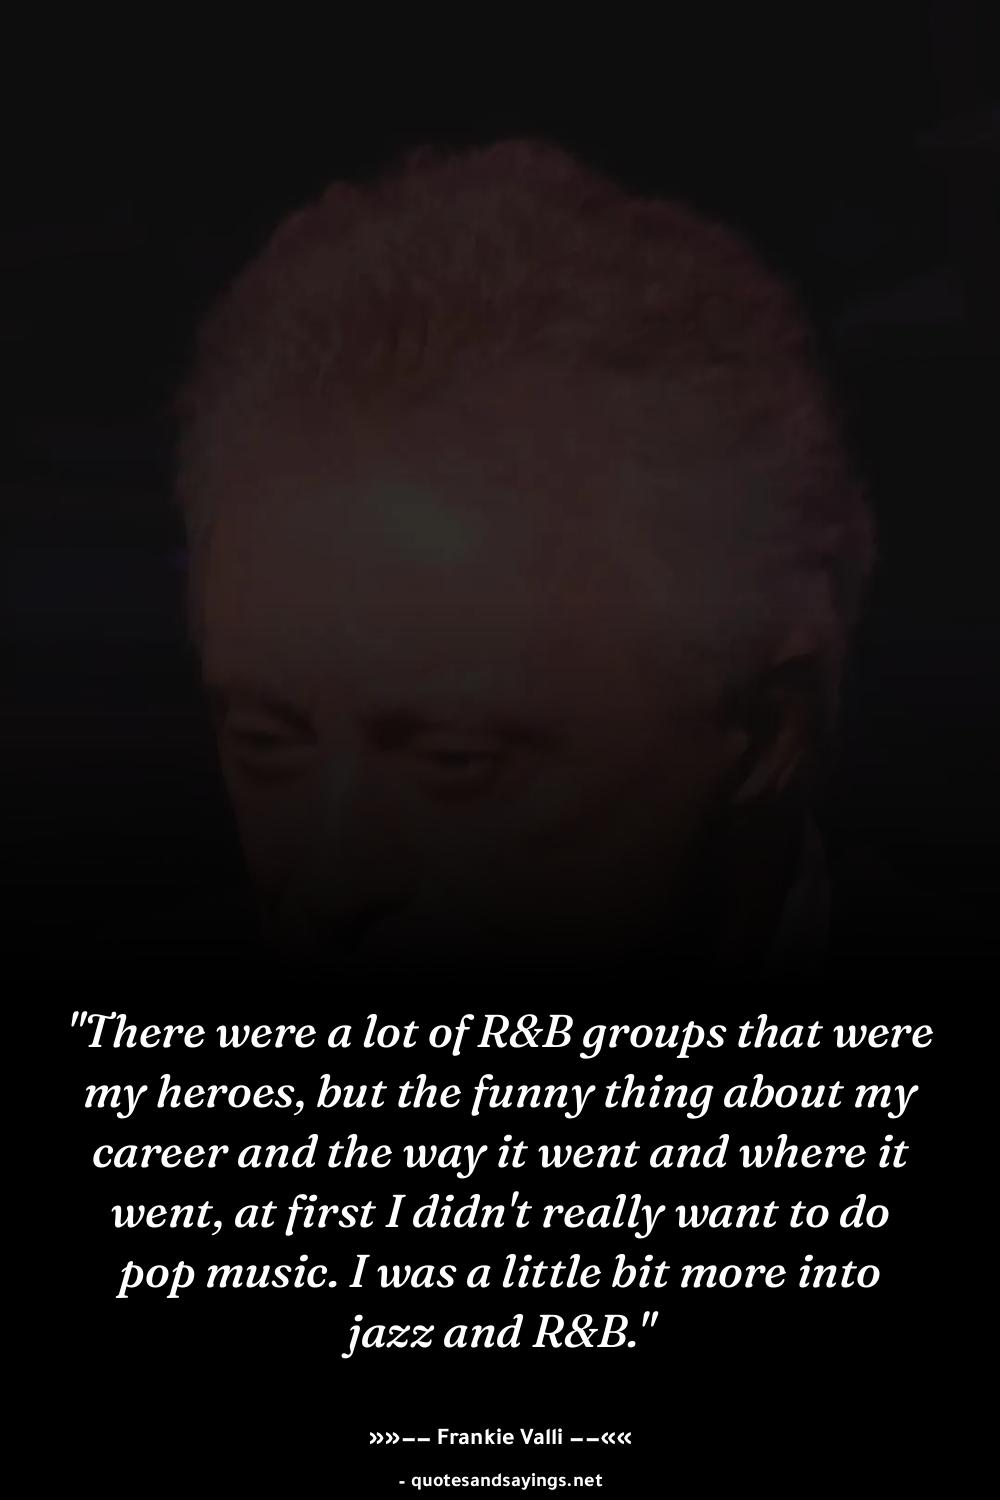 "There were a lot of R&B groups that were
my heroes, but the funny thing about my
career and the way it went and where it
went, at first I didn't really want to do
pop music. I was a little bit more into
jazz and R&B."
»»—— Frankie Valli ——««
- quotesandsayings.net